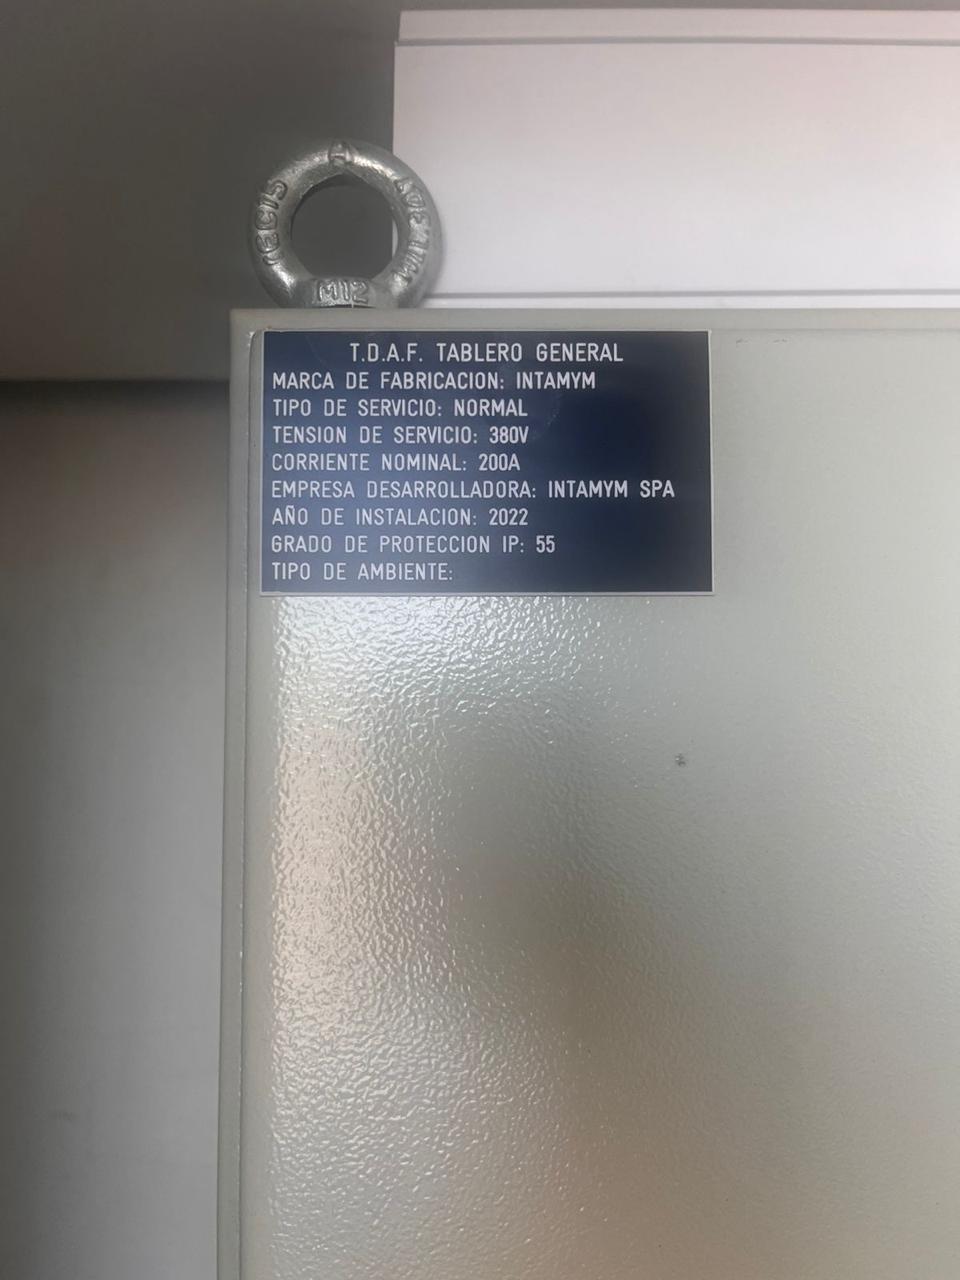 M12
T.D.A.F. TABLERO GENERAL
MARCA DE FABRICACION: INTAMYM
TIPO DE SERVICIO: NORMAL
TENSION DE SERVICIO: 380V
CORRIENTE NOMINAL: 200A
EMPRESA DESARROLLADORA: INTAMYM SPA
AÑO DE INSTALACION: 2022
GRADO DE PROTECCION IP: 55
TIPO DE AMBIENTE: